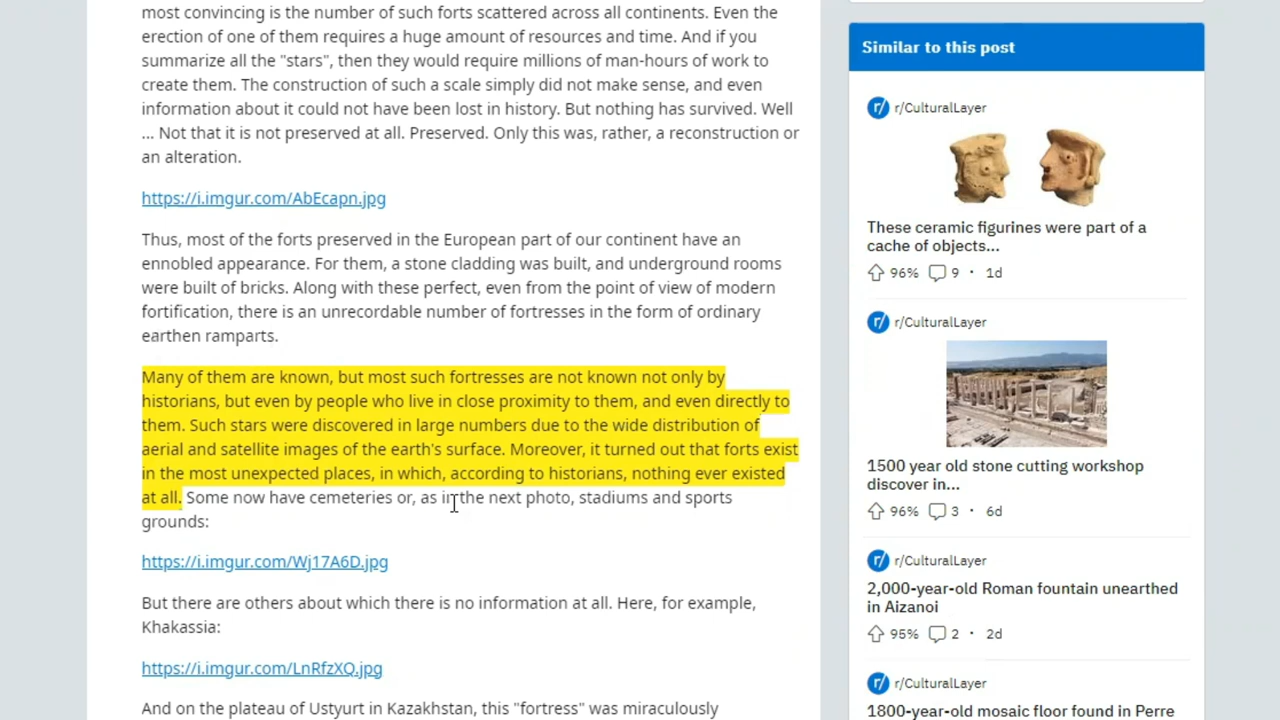 most convincing is the number of such forts scattered across all continents. Even the
erection of one of them requires a huge amount of resources and time. And if you
summarize all the "stars", then they would require millions of man-hours of work to
create them. The construction of such a scale simply did not make sense, and even
information about it could not have been lost in history. But nothing has survived. Well
... Not that it is not preserved at all. Preserved. Only this was, rather, a reconstruction or
an alteration.
https://i.imgur.com/AbEcapn.jpg
Thus, most of the forts preserved in the European part of our continent have an
ennobled appearance. For them, a stone cladding was built, and underground rooms
were built of bricks. Along with these perfect, even from the point of view of modern
fortification, there is an unrecordable number of fortresses in the form of ordinary
earthen ramparts.
Many of them are known, but most such fortresses are not known not only by
historians, but even by people who live in close proximity to them, and even directly to
them. Such stars were discovered in large numbers due to the wide distribution of
aerial and satellite images of the earth's surface. Moreover, it turned out that forts exist
in the most unexpected places, in which, according to historians, nothing ever existed
at all. Some now have cemeteries or, as in the next photo, stadiums and sports
grounds:
https://i.imgur.com/Wj17A6D.jpg
But there are others about which there is no information at all. Here, for example,
Khakassia:
https://i.imgur.com/LnRfzXQ.jpg
And on the plateau of Ustyurt in Kazakhstan, this "fortress" was miraculously
Similar to this post
r/ r/CulturalLayer
These ceramic figurines were part of a
cache of objects...
96% 9 · 1d
r/ r/CulturalLayer
1500 year old stone cutting workshop
discover in...
96% 3 · 6d
r/ r/CulturalLayer
2,000-year-old Roman fountain unearthed
in Aizanoi
95% 2 · 2d
r/ r/CulturalLayer
1800-year-old mosaic floor found in Perre